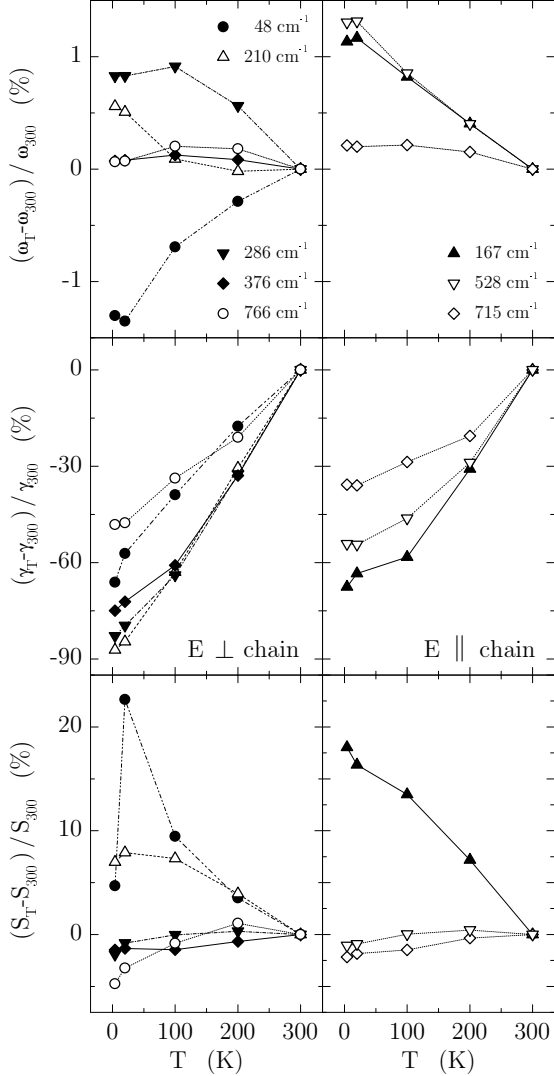 48 cm-1
210 cm-1
1
0
-1
(ωT-ω300) / ω300 (%)
286 cm-1
376 cm-1
766 cm-1
167 cm-1
528 cm-1
715 cm-1
0
-30
-60
-90
(γT-γ300) / γ300 (%)
E ⊥ chain
E ∥ chain
20
10
0
(ST-S300) / S300 (%)
0 100 200 300
0 100 200 300
T (K)
T (K)